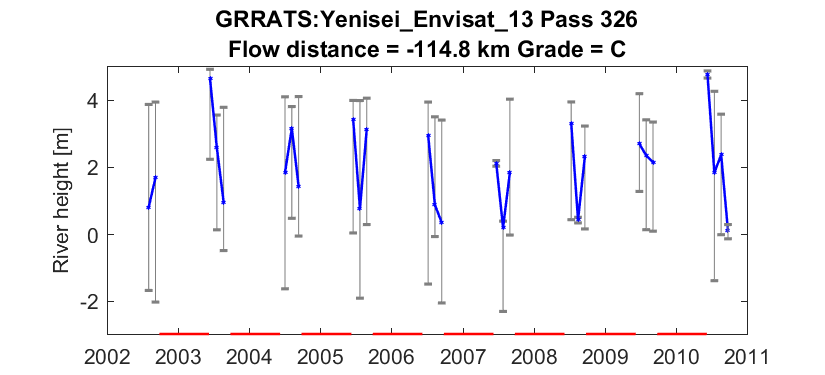 GRRATS:Yenisei_Envisat_13 Pass 326
Flow distance = -114.8 km Grade = C
River height [m]
4
2
0
-2
2002 2003 2004 2005 2006 2007 2008 2009 2010 2011